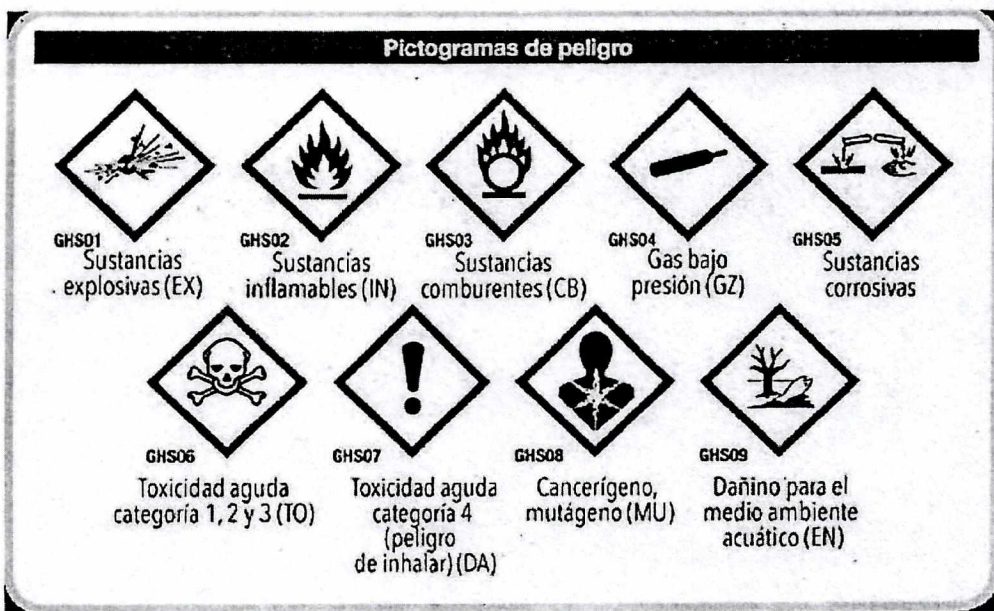 Pictogramas de peligro
GHS01
Sustancias
explosivas (EX)
GHS02
Sustancias
inflamables (IN)
GHS03
Sustancias
comburentes (CB)
GHS04
Gas bajo
presión (GZ)
GHS05
Sustancias
corrosivas
GHS06
Toxicidad aguda
categoría 1, 2 y 3 (TO)
GHS07
Toxicidad aguda
categoría 4
(peligro
de inhalar) (DA)
GHS08
Cancerígeno,
mutágeno (MU)
GHS09
Dañino para el
medio ambiente
acuático (EN)